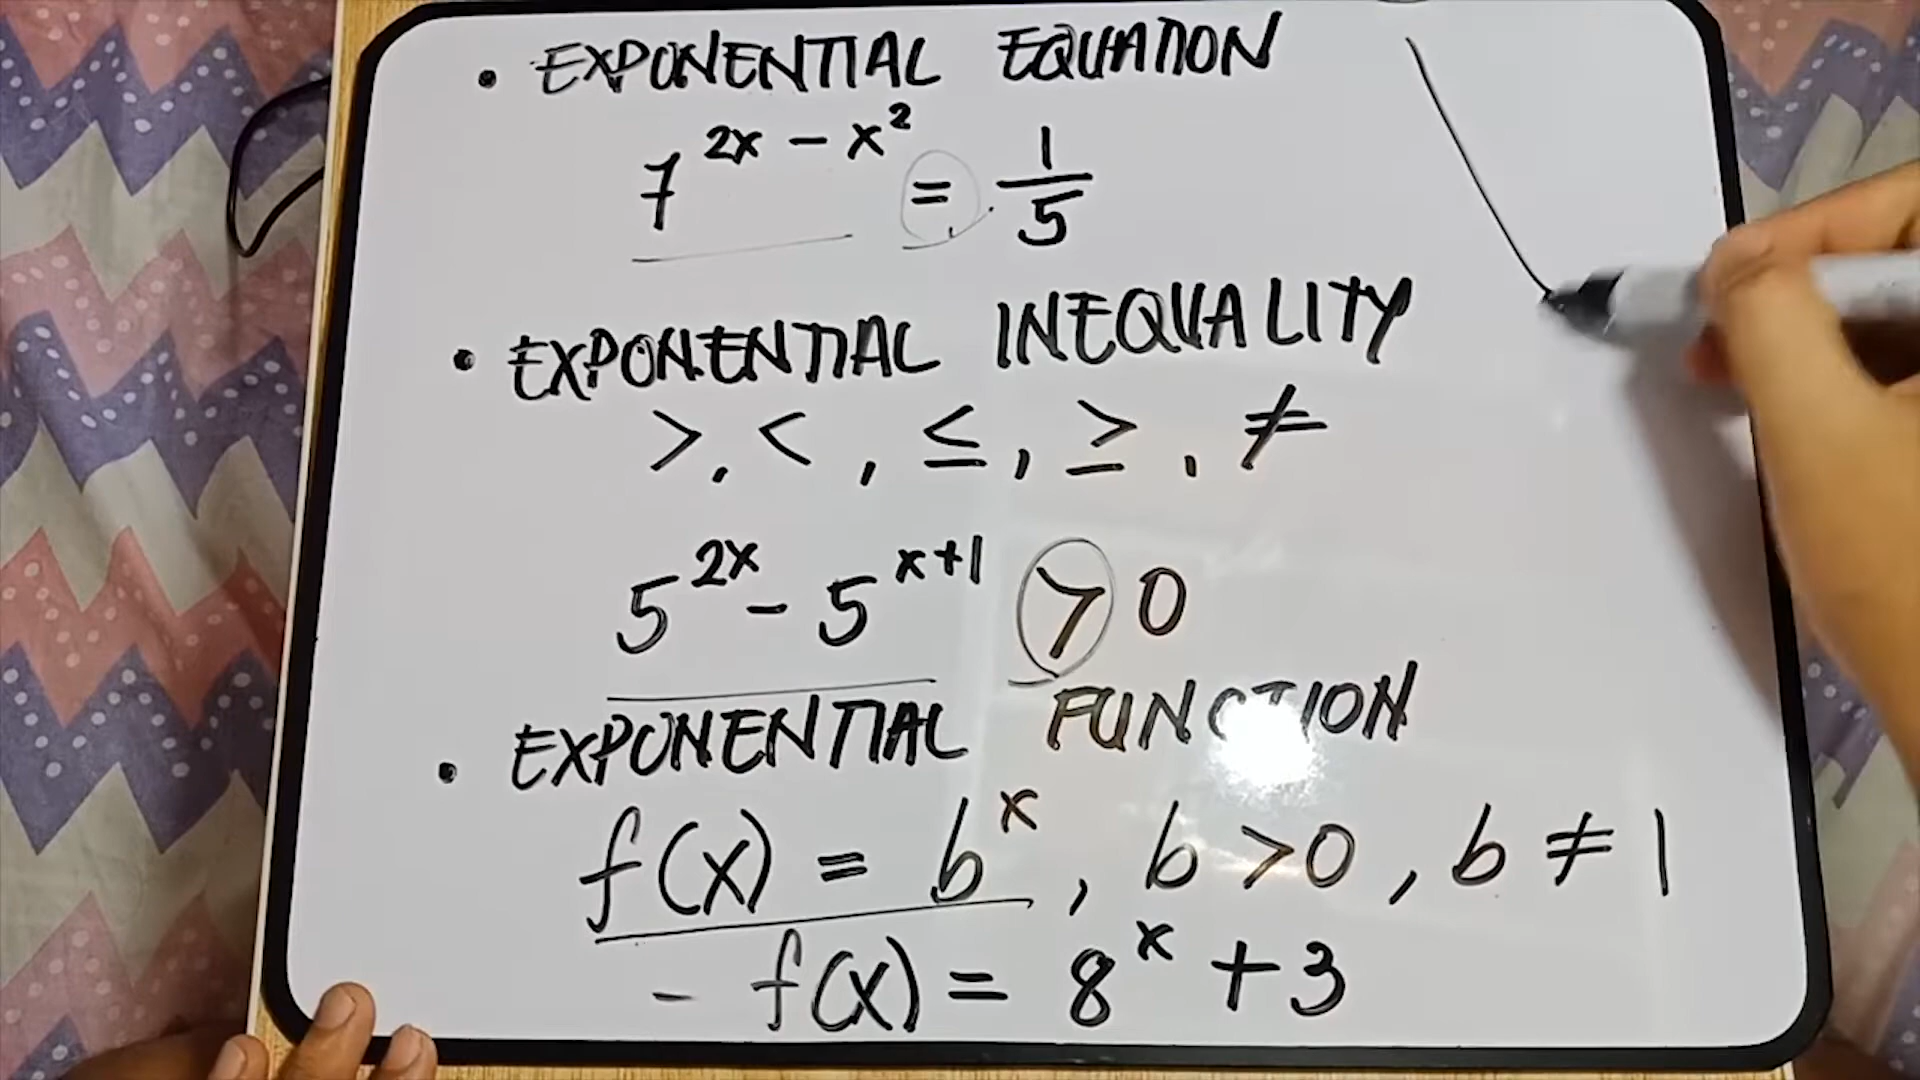 • EXPONENTIAL EQUATION
7^{2x - x^2} = 1/5
• EXPONENTIAL INEQUALITY
>, <, ≤, ≥, ≠
5^{2x} - 5^{x+1} > 0
• EXPONENTIAL FUNCTION
f(x) = b^x, b > 0, b ≠ 1
- f(x) = 8^x + 3